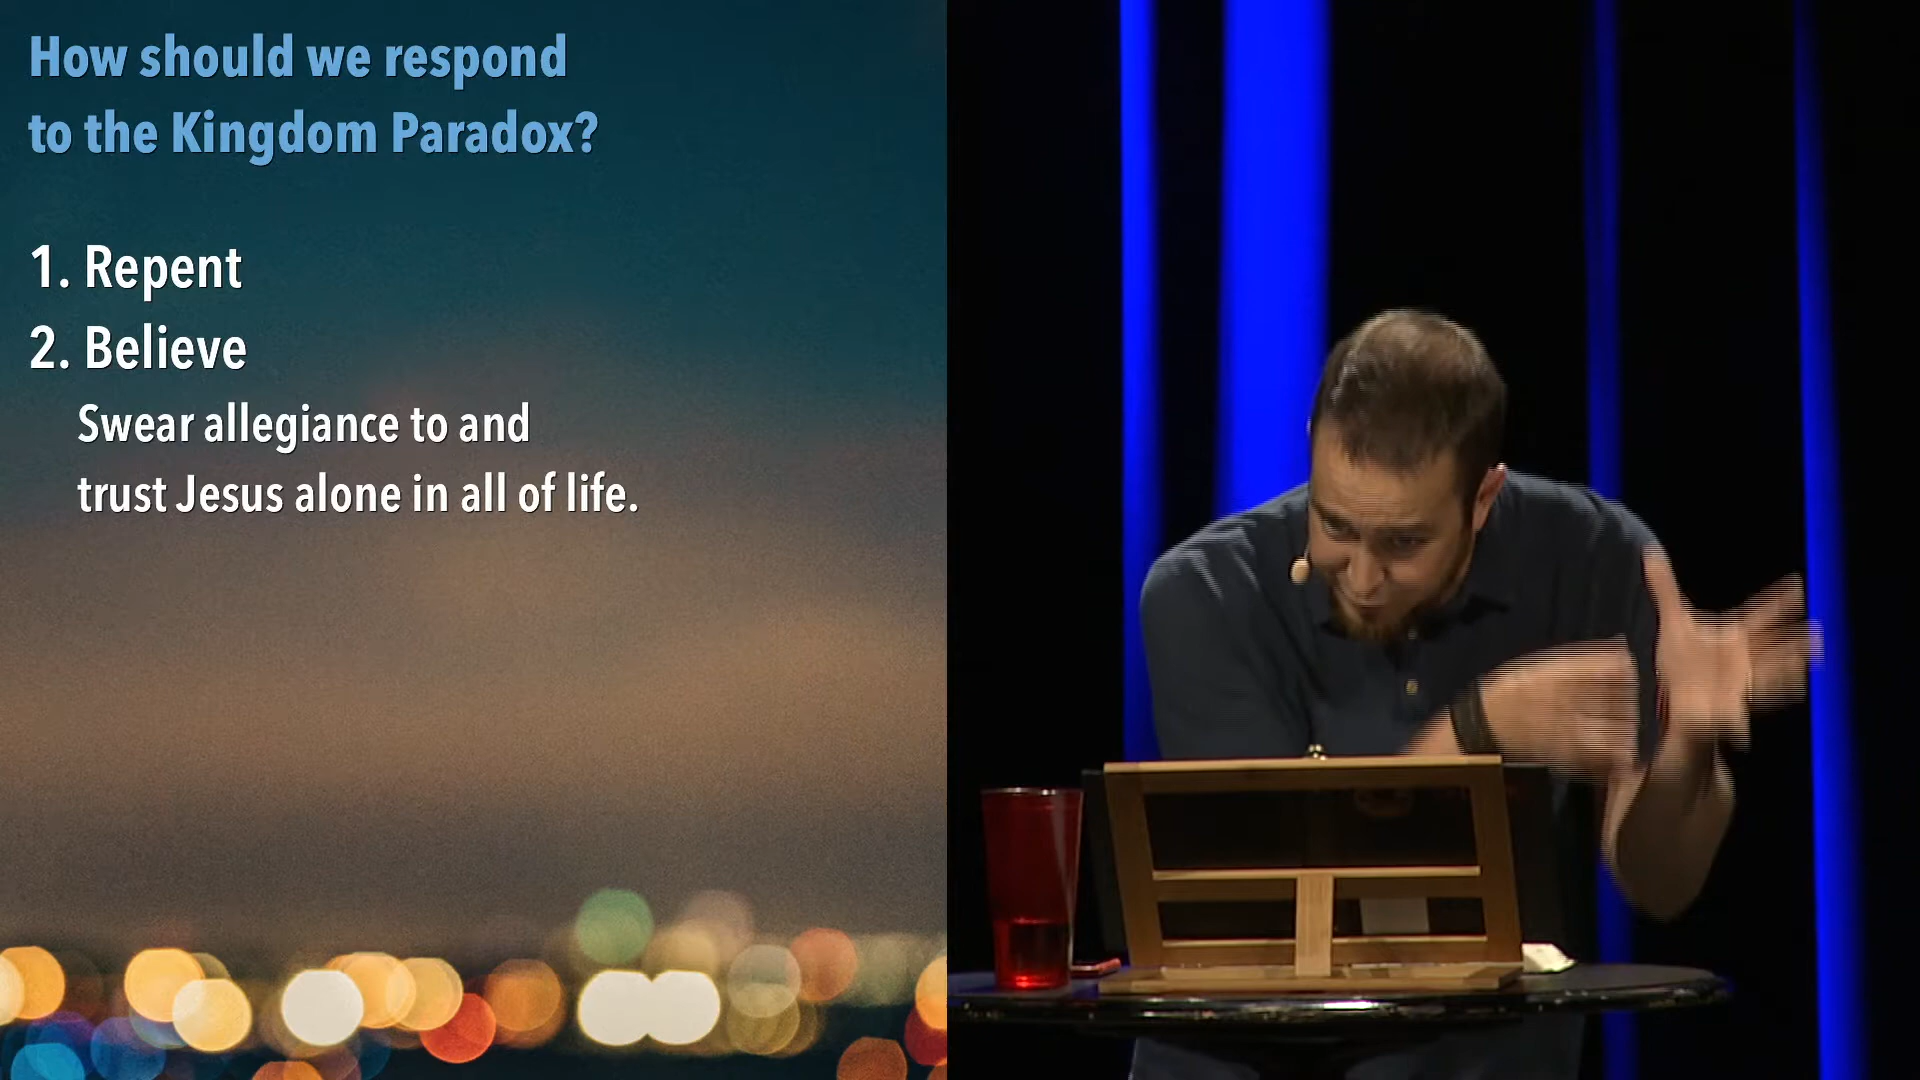 How should we respond
to the Kingdom Paradox?
1. Repent
2. Believe
Swear allegiance to and
trust Jesus alone in all of life.